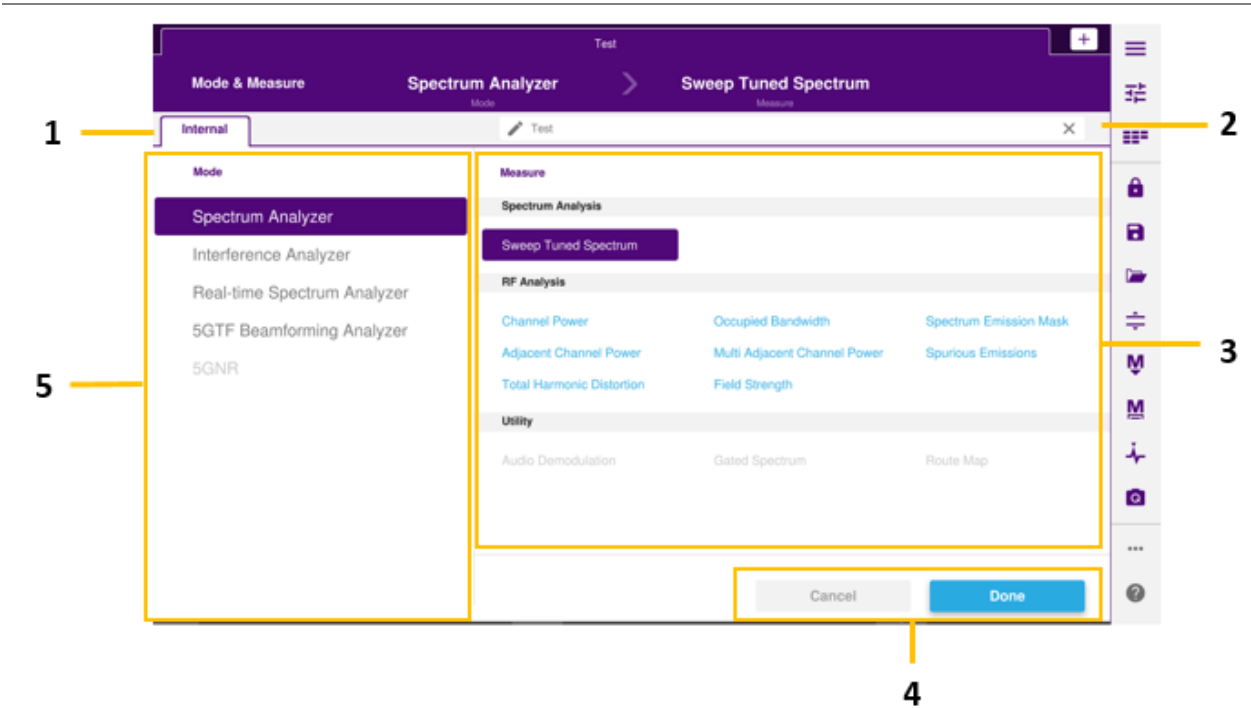 Test
+
Mode & Measure
Spectrum Analyzer
Mode
Sweep Tuned Spectrum
Measure
1
Internal
Test
2
Mode
Spectrum Analyzer
Interference Analyzer
Real-time Spectrum Analyzer
5GTF Beamforming Analyzer
5GNR
5
Measure
Spectrum Analysis
Sweep Tuned Spectrum
RF Analysis
Channel Power
Occupied Bandwidth
Spectrum Emission Mask
Adjacent Channel Power
Multi Adjacent Channel Power
Spurious Emissions
Total Harmonic Distortion
Field Strength
Utility
Audio Demodulation
Gated Spectrum
Route Map
3
M
M
Cancel
Done
?
4